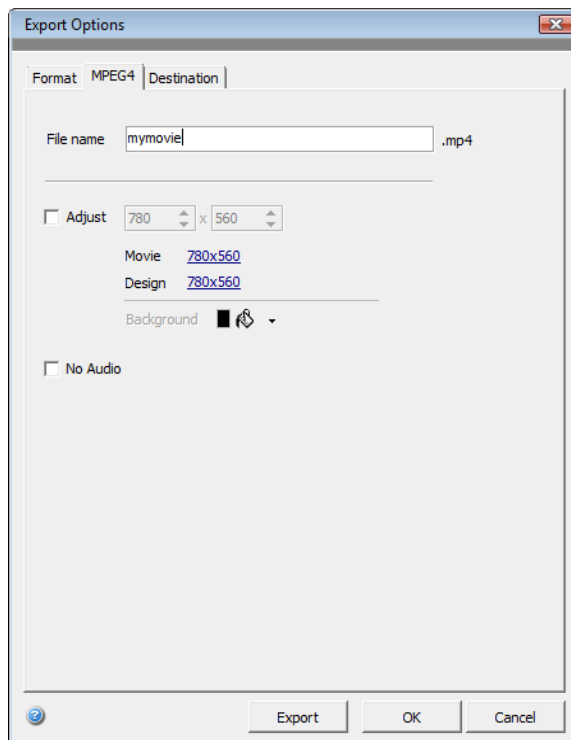 Export Options
Format MPEG4 Destination
File name mymovie .mp4
Adjust 780 x 560
Movie 780x560
Design 780x560
Background
No Audio
? Export OK Cancel